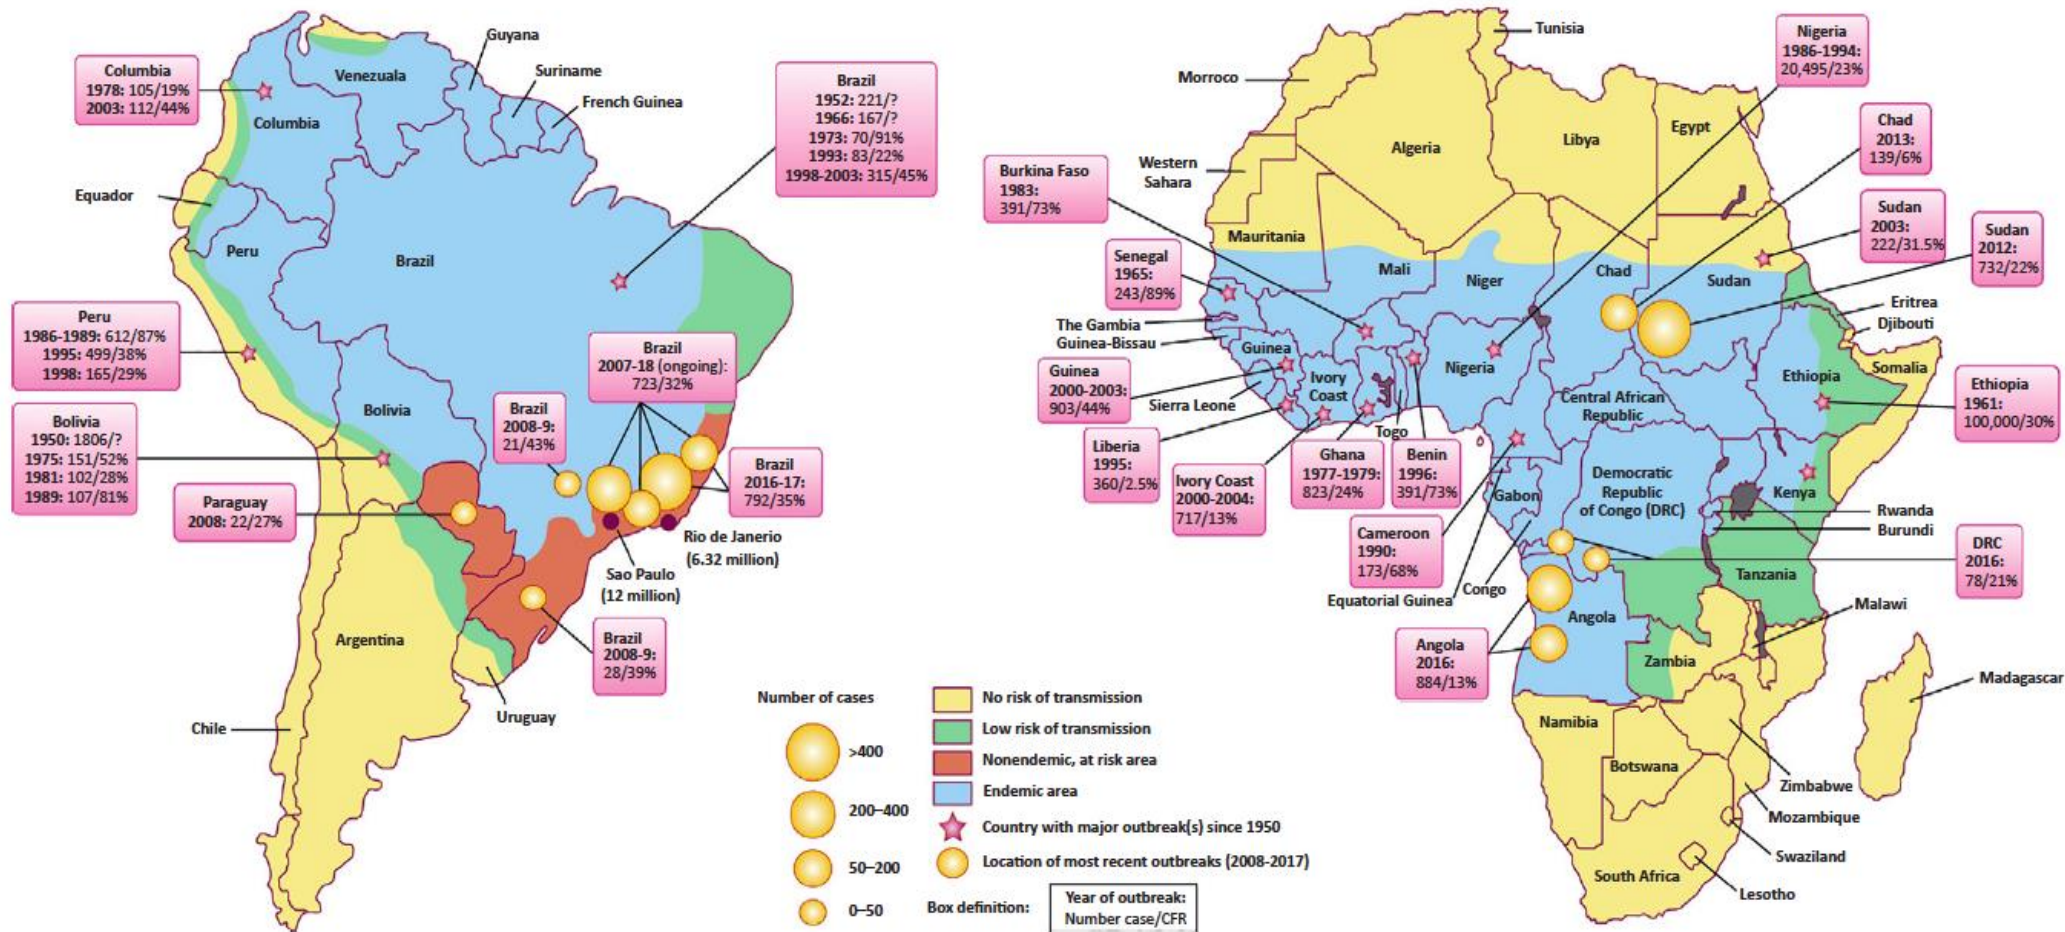 Columbia
1978: 105/19%
2003: 112/44%
Venezuala
Guyana
Suriname
French Guinea
Columbia
Brazil
1952: 221/?
1966: 167/?
1973: 70/91%
1993: 83/22%
1998-2003: 315/45%
Equador
Peru
Brazil
Peru
1986-1989: 612/87%
1995: 499/38%
1998: 165/29%
Brazil
2007-18 (ongoing):
723/32%
Bolivia
Bolivia
1950: 1806/?
1975: 151/52%
1981: 102/28%
1989: 107/81%
Brazil
2008-9:
21/43%
Brazil
2016-17:
792/35%
Paraguay
2008: 22/27%
Rio de Janerio
(6.32 million)
Sao Paulo
(12 million)
Argentina
Brazil
2008-9:
28/39%
Uruguay
Chile
Number of cases
>400
200–400
50–200
0–50
No risk of transmission
Low risk of transmission
Nonendemic, at risk area
Endemic area
Country with major outbreak(s) since 1950
Location of most recent outbreaks (2008-2017)
Box definition:
Year of outbreak:
Number case/CFR
Tunisia
Nigeria
1986-1994:
20,495/23%
Morroco
Algeria
Libya
Egypt
Chad
2013:
139/6%
Western
Sahara
Burkina Faso
1983:
391/73%
Mauritania
Sudan
2003:
222/31.5%
Sudan
2012:
732/22%
Senegal
1965:
243/89%
Mali
Niger
Chad
Sudan
Eritrea
Djibouti
The Gambia
Guinea-Bissau
Guinea
Ivory
Coast
Nigeria
Somalia
Ethiopia
Guinea
2000-2003:
903/44%
Sierra Leone
Central African
Republic
Ethiopia
1961:
100,000/30%
Liberia
1995:
360/2.5%
Togo
Ivory Coast
2000-2004:
717/13%
Ghana
1977-1979:
823/24%
Benin
1996:
391/73%
Democratic
Republic
of Congo (DRC)
Gabon
Kenya
Rwanda
Burundi
Cameroon
1990:
173/68%
DRC
2016:
78/21%
Tanzania
Equatorial Guinea
Congo
Malawi
Angola
Angola
2016:
884/13%
Zambia
Madagascar
Namibia
Botswana
Zimbabwe
Mozambique
Swaziland
South Africa
Lesotho